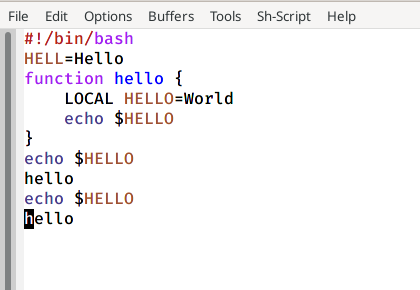 File Edit Options Buffers Tools Sh-Script Help
#!/bin/bash
HELL=Hello
function hello {
    LOCAL HELLO=World
    echo $HELLO
}
echo $HELLO
hello
echo $HELLO
hello